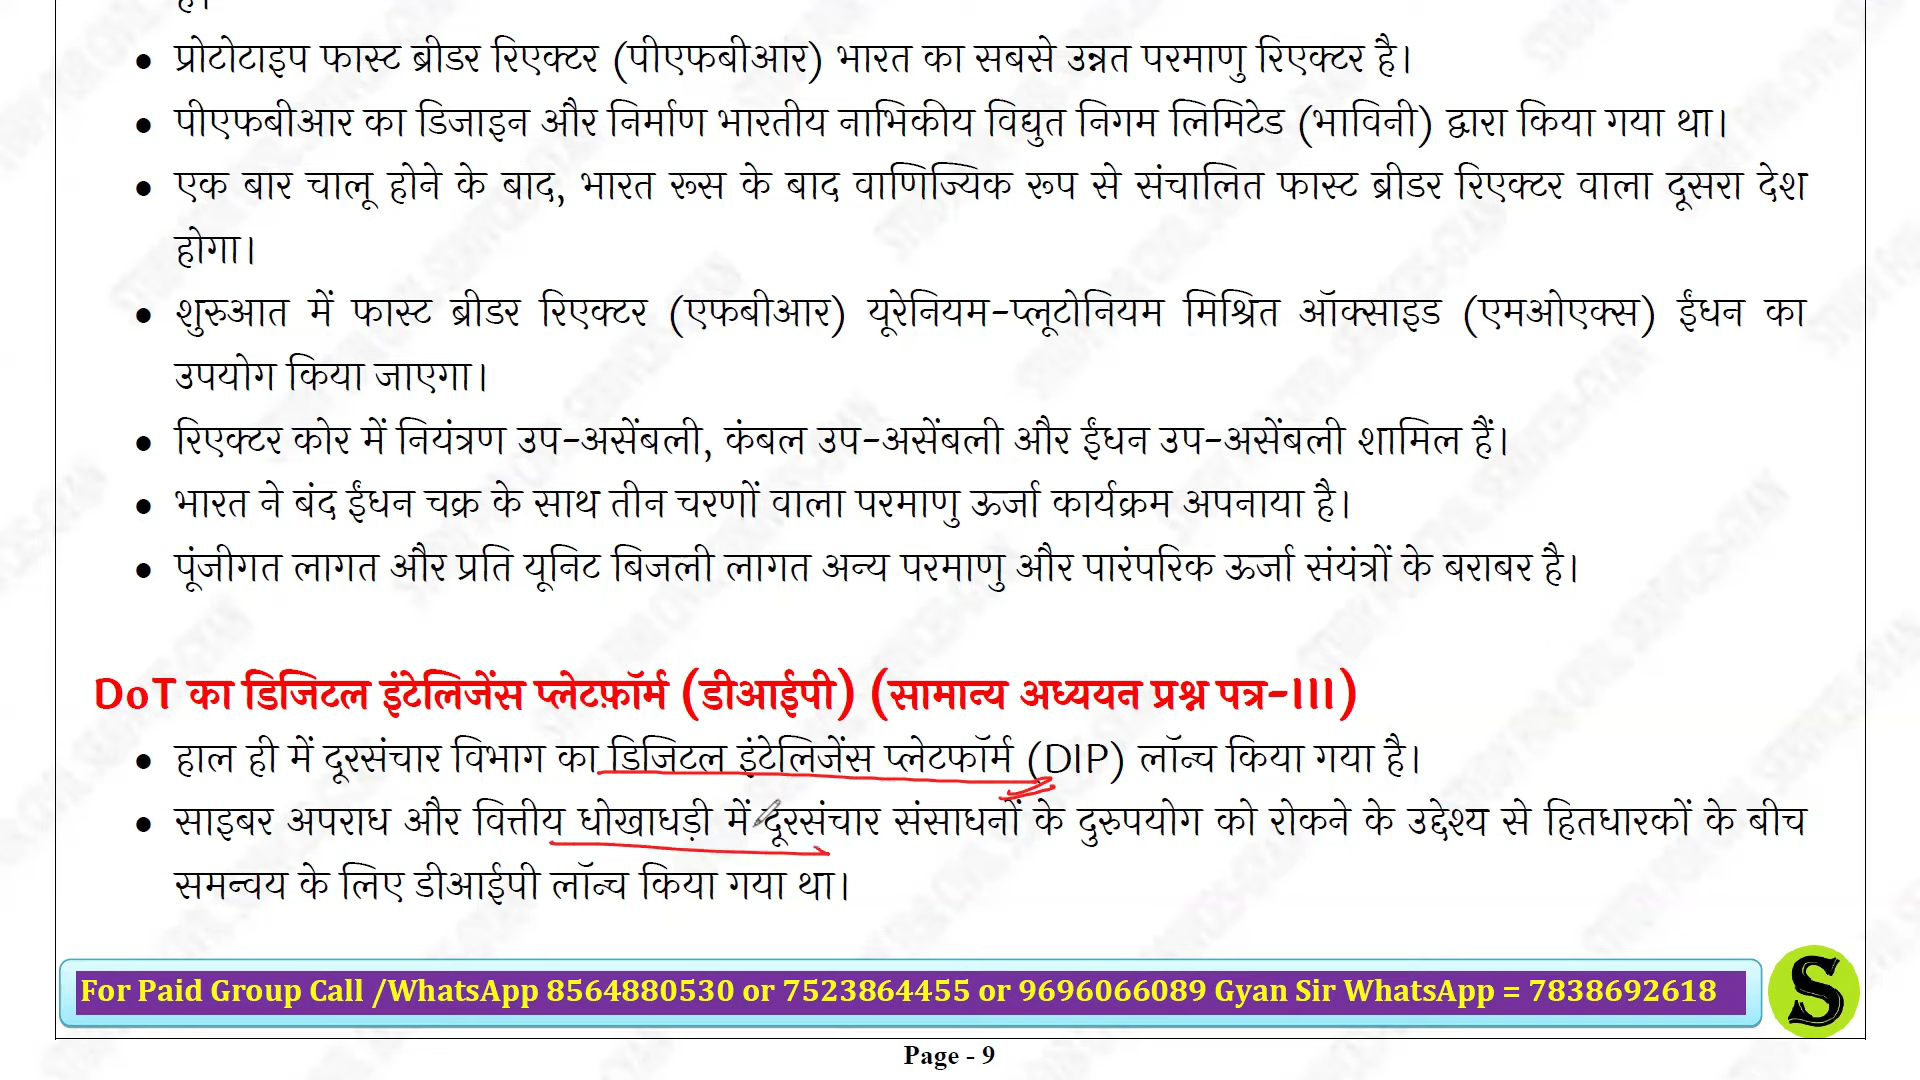 है।
• प्रोटोटाइप फास्ट ब्रीडर रिएक्टर (पीएफबीआर) भारत का सबसे उन्नत परमाणु रिएक्टर है।
• पीएफबीआर का डिजाइन और निर्माण भारतीय नाभिकीय विद्युत निगम लिमिटेड (भाविनी) द्वारा किया गया था।
• एक बार चालू होने के बाद, भारत रूस के बाद वाणिज्यिक रूप से संचालित फास्ट ब्रीडर रिएक्टर वाला दूसरा देश
होगा।
• शुरुआत में फास्ट ब्रीडर रिएक्टर (एफबीआर) यूरेनियम-प्लूटोनियम मिश्रित ऑक्साइड (एमओएक्स) ईंधन का
उपयोग किया जाएगा।
• रिएक्टर कोर में नियंत्रण उप-असेंबली, कंबल उप-असेंबली और ईंधन उप-असेंबली शामिल हैं।
• भारत ने बंद ईंधन चक्र के साथ तीन चरणों वाला परमाणु ऊर्जा कार्यक्रम अपनाया है।
• पूंजीगत लागत और प्रति यूनिट बिजली लागत अन्य परमाणु और पारंपरिक ऊर्जा संयंत्रों के बराबर है।
DoT का डिजिटल इंटेलिजेंस प्लेटफ़ॉर्म (डीआईपी) (सामान्य अध्ययन प्रश्न पत्र-III)
• हाल ही में दूरसंचार विभाग का डिजिटल इंटेलिजेंस प्लेटफॉर्म (DIP) लॉन्च किया गया है।
• साइबर अपराध और वित्तीय धोखाधड़ी में दूरसंचार संसाधनों के दुरुपयोग को रोकने के उद्देश्य से हितधारकों के बीच
समन्वय के लिए डीआईपी लॉन्च किया गया था।
For Paid Group Call /WhatsApp 8564880530 or 7523864455 or 9696066089 Gyan Sir WhatsApp = 7838692618
S
Page - 9